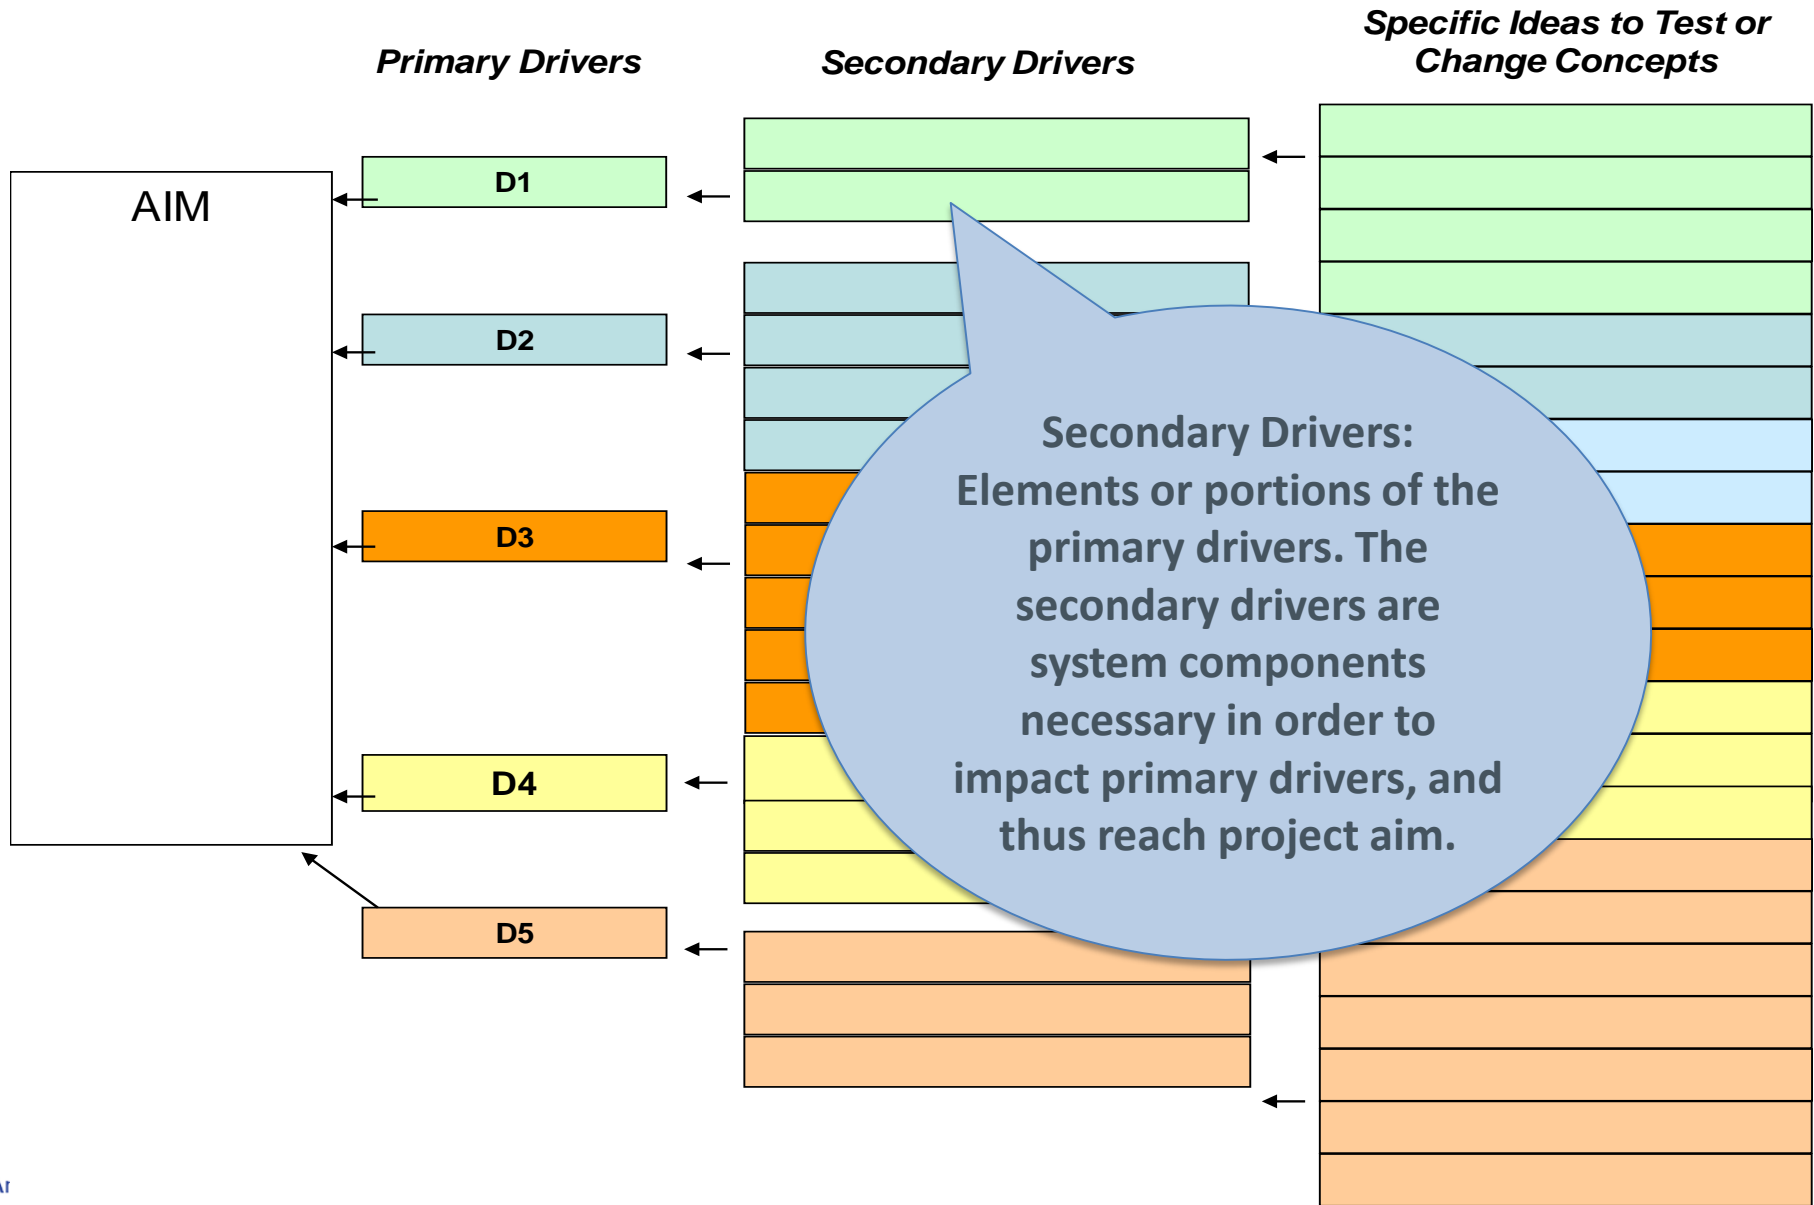 Primary Drivers
Secondary Drivers
Specific Ideas to Test or
Change Concepts
AIM
D1
D2
D3
D4
D5
Secondary Drivers:
Elements or portions of the
primary drivers. The
secondary drivers are
system components
necessary in order to
impact primary drivers, and
thus reach project aim.